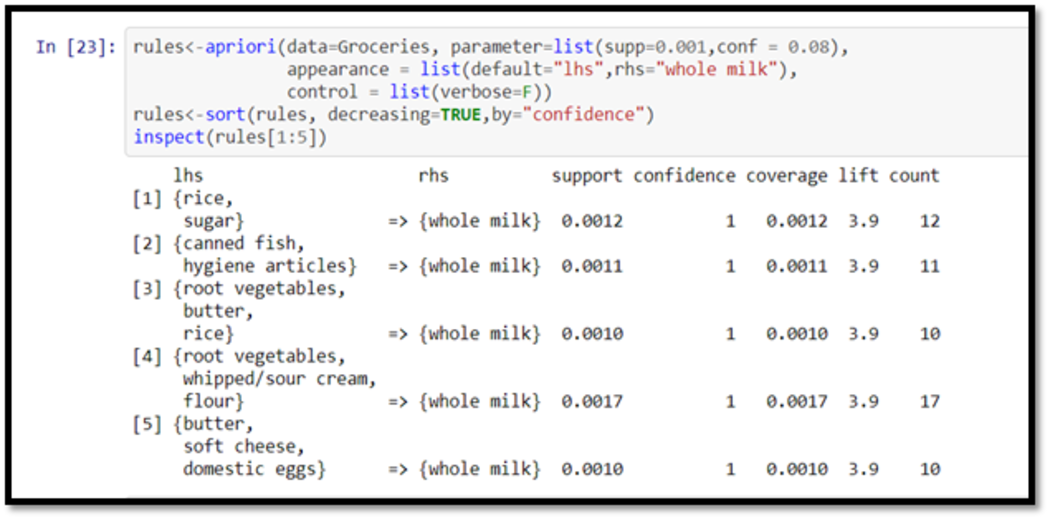 In [23]: rules<-apriori(data=Groceries, parameter=list(supp=0.001,conf = 0.08),
appearance = list(default="lhs",rhs="whole milk"),
control = list(verbose=F))
rules<-sort(rules, decreasing=TRUE,by="confidence")
inspect(rules[1:5])
lhs rhs support confidence coverage lift count
[1] {rice,
sugar} => {whole milk} 0.0012 1 0.0012 3.9 12
[2] {canned fish,
hygiene articles} => {whole milk} 0.0011 1 0.0011 3.9 11
[3] {root vegetables,
butter,
rice} => {whole milk} 0.0010 1 0.0010 3.9 10
[4] {root vegetables,
whipped/sour cream,
flour} => {whole milk} 0.0017 1 0.0017 3.9 17
[5] {butter,
soft cheese,
domestic eggs} => {whole milk} 0.0010 1 0.0010 3.9 10